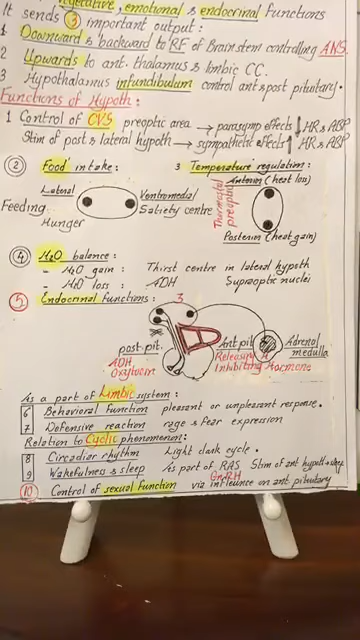 Vegetative, emotional & endocrinal functions
It sends ③ important output:
1 Downward & backward to RF of Brain stem controlling ANS.
2 Upwards to ant. thalamus & limbic CC.
3 Hypothalamus infundibulum control ant & post pituitary.
Functions of Hypoth:
1 Control of CVS preoptic area → parasymp effects ↓ HR & ABP
Stim of post & lateral hypoth → sympathetic effects ↑ HR & ABP
② Food intake:
Lateral
Feeding
Hunger
Ventromedial
Satiety centre
3 Temperature regulation:
Anterior (heat loss)
Thermostat
preoptic
Posterior (heat gain)
④ H2O balance:
- H2O gain: Thirst centre in lateral hypoth
- H2O loss: ADH Supraoptic nuclei
⑤ Endocrinal Functions:
3
post pit.
ADH
Oxytocin
Ant pit
Releasing
Inhibiting Hormone
Adrenal
medulla
As a part of Limbic system:
6 Behavioral Function pleasant or unpleasant response.
7 Defensive reaction rage & fear expression
Relation to Cyclic phenomenon:
8 Circadian rhythm Light dark cycle.
9 Wakefulness & sleep As part of RAS Stim of ant hypoth → sleep
GnRH
⑩ Control of sexual function via influence on ant pituitary